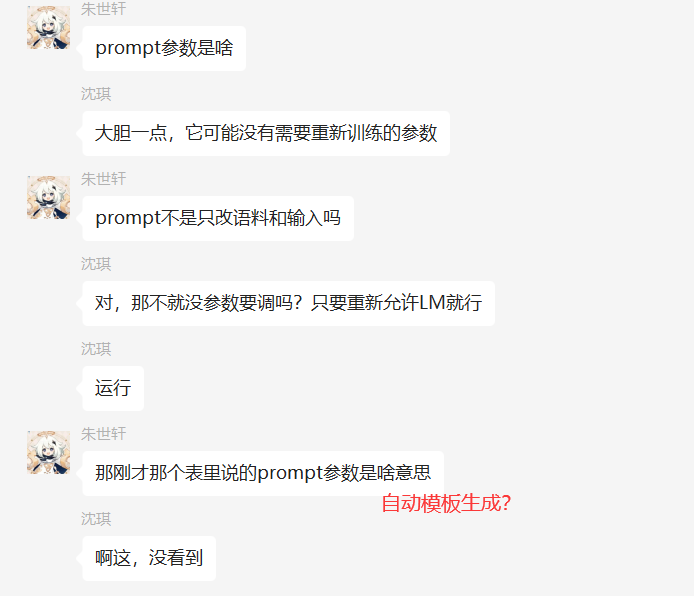 朱世轩
prompt参数是啥
沈琪
大胆一点，它可能没有需要重新训练的参数
朱世轩
prompt不是只改语料和输入吗
沈琪
对，那不就没参数要调吗？只要重新允许LM就行
沈琪
运行
朱世轩
那刚才那个表里说的prompt参数是啥意思
自动模板生成?
沈琪
啊这，没看到